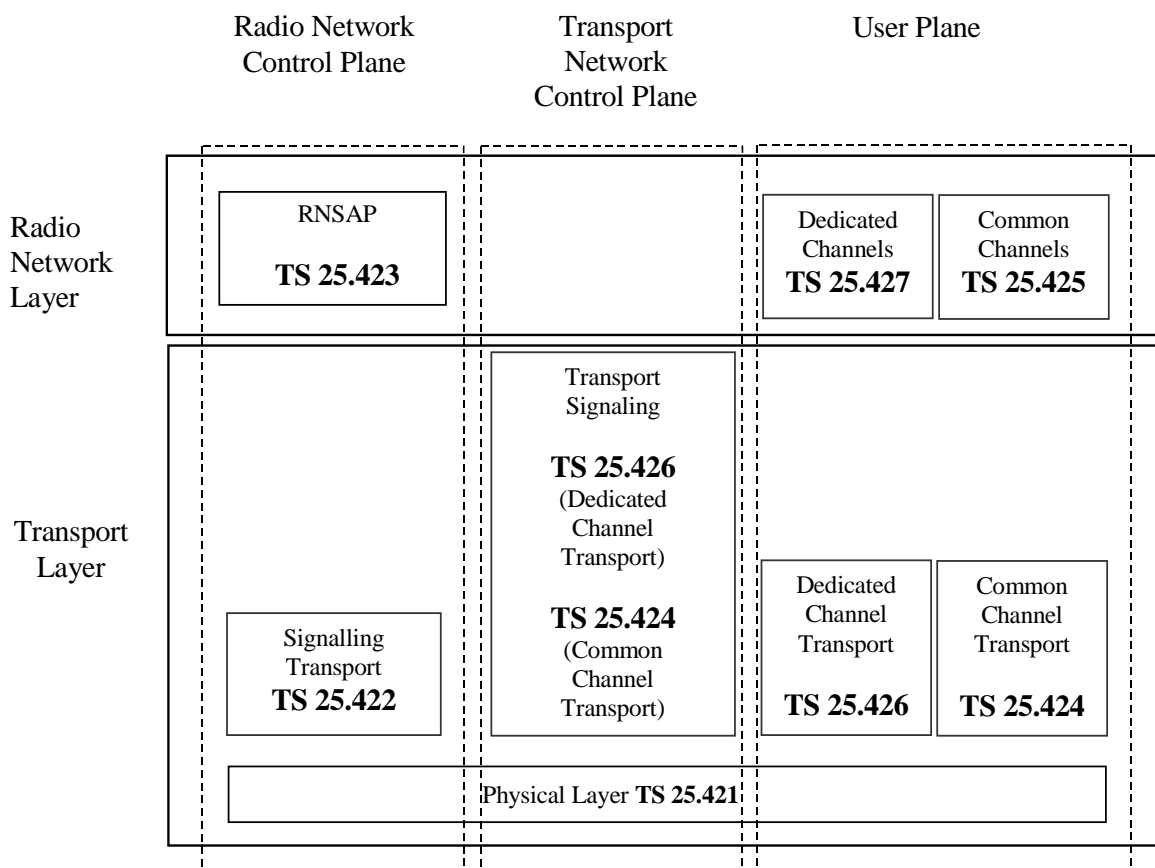 Radio Network
Control Plane
Transport
Network
Control Plane
User Plane
Radio
Network
Layer
RNSAP
TS 25.423
Dedicated
Channels
TS 25.427
Common
Channels
TS 25.425
Transport
Layer
Transport
Signaling
TS 25.426
(Dedicated
Channel
Transport)
TS 25.424
(Common
Channel
Transport)
Signalling
Transport
TS 25.422
Dedicated
Channel
Transport
TS 25.426
Common
Channel
Transport
TS 25.424
Physical Layer TS 25.421